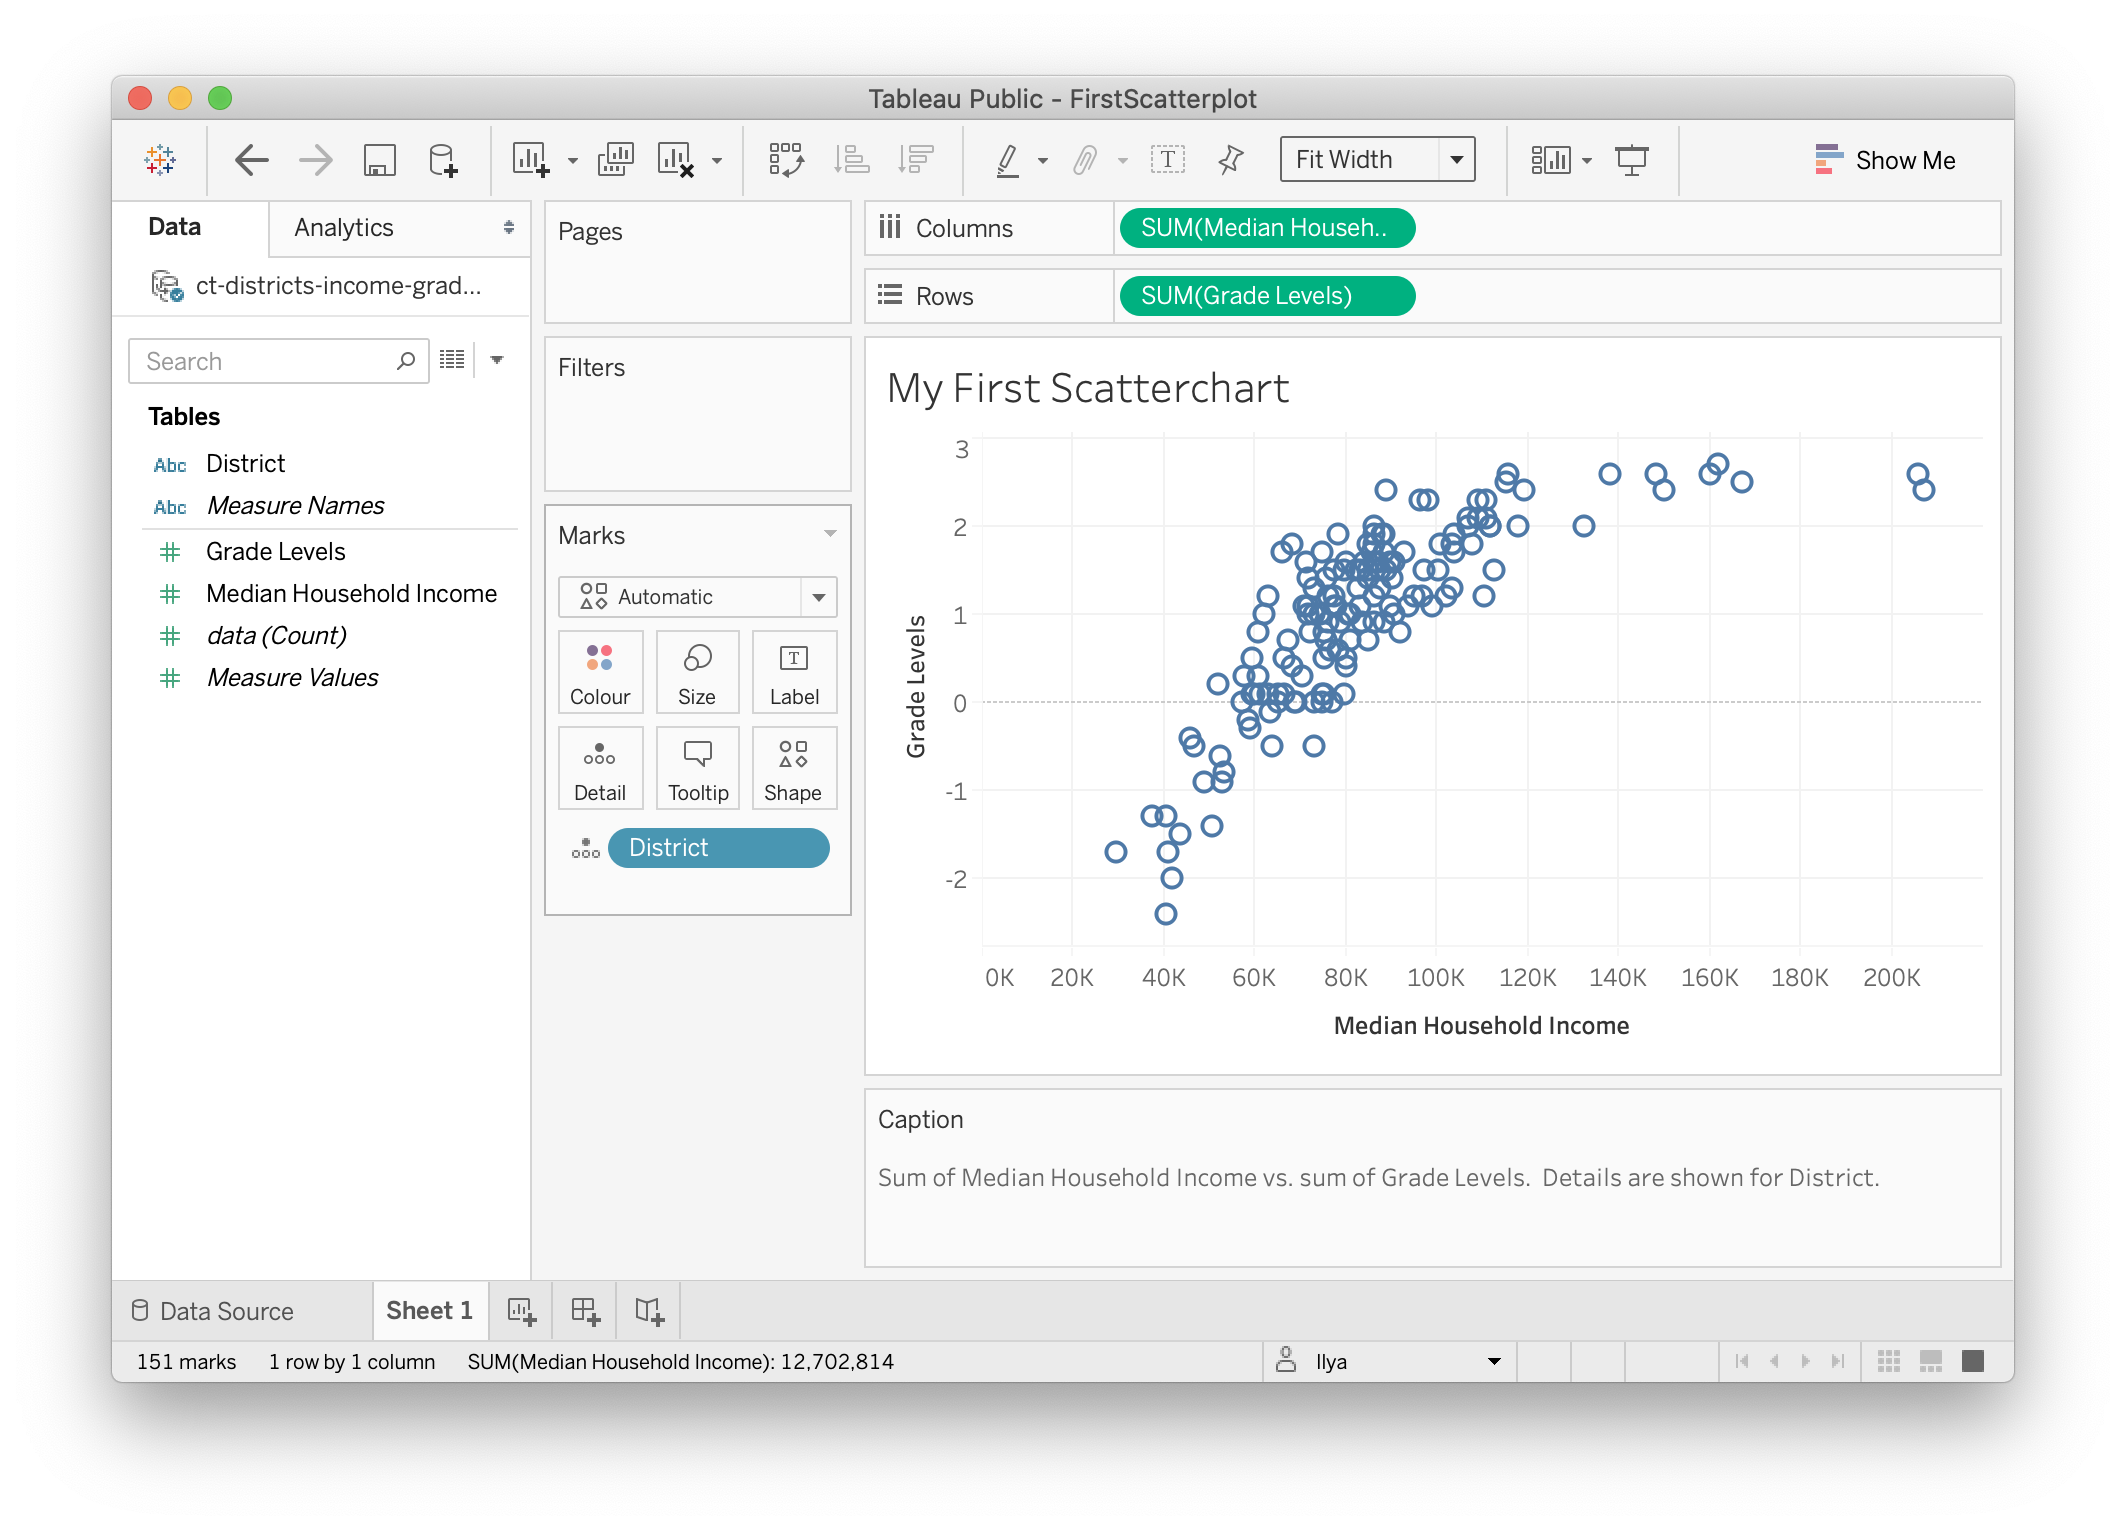 Tableau Public - FirstScatterplot
Fit Width
Show Me
Data
Analytics
ct-districts-income-grad...
Search
Tables
Abc District
Abc Measure Names
Grade Levels
Median Household Income
data (Count)
Measure Values
Pages
Filters
Marks
Automatic
Colour
Size
T
Label
Detail
Tooltip
Shape
District
Columns
SUM(Median Househ..
Rows
SUM(Grade Levels)
My First Scatterchart
3
2
1
0
-1
-2
Grade Levels
0K 20K 40K 60K 80K 100K 120K 140K 160K 180K 200K
Median Household Income
Caption
Sum of Median Household Income vs. sum of Grade Levels. Details are shown for District.
Data Source
Sheet 1
151 marks 1 row by 1 column SUM(Median Household Income): 12,702,814
Ilya